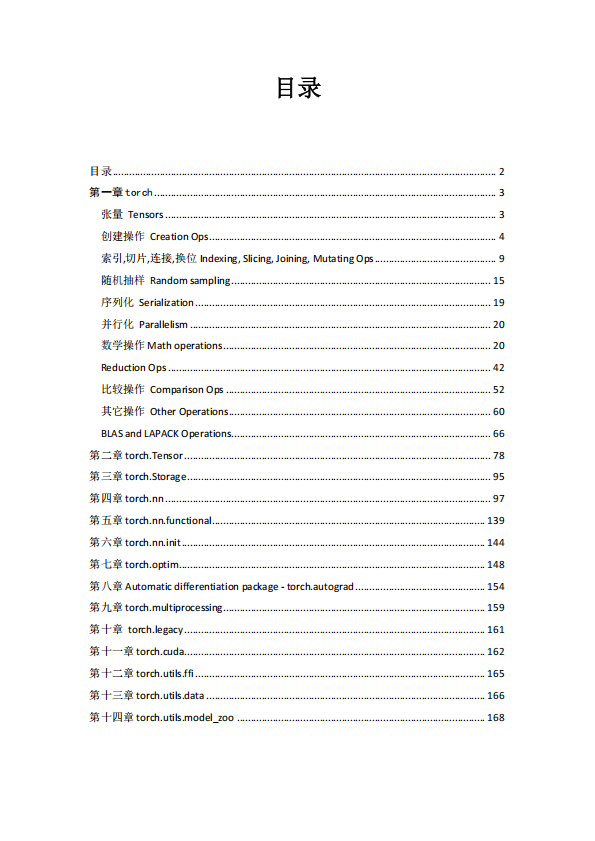 目录
目录 2
第一章 torch 3
张量 Tensors 3
创建操作 Creation Ops 4
索引,切片,连接,换位 Indexing, Slicing, Joining, Mutating Ops 9
随机抽样 Random sampling 15
序列化 Serialization 19
并行化 Parallelism 20
数学操作 Math operations 20
Reduction Ops 42
比较操作 Comparison Ops 52
其它操作 Other Operations 60
BLAS and LAPACK Operations 66
第二章 torch.Tensor 78
第三章 torch.Storage 95
第四章 torch.nn 97
第五章 torch.nn.functional 139
第六章 torch.nn.init 144
第七章 torch.optim 148
第八章 Automatic differentiation package - torch.autograd 154
第九章 torch.multiprocessing 159
第十章 torch.legacy 161
第十一章 torch.cuda 162
第十二章 torch.utils.ffi 165
第十三章 torch.utils.data 166
第十四章 torch.utils.model_zoo 168